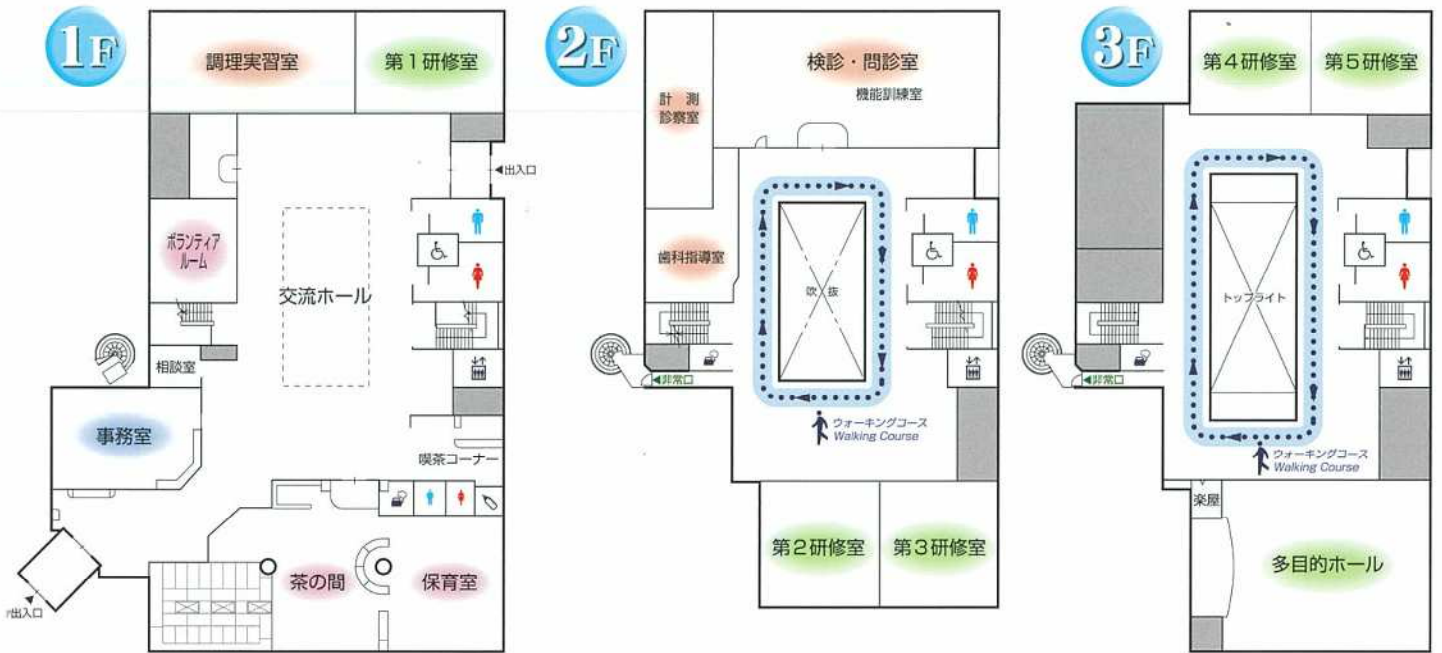 1F
調理実習室
第1研修室
出入口
ボランティア
ルーム
交流ホール
相談室
事務室
喫茶コーナー
茶の間
保育室
出入口
2F
検診・問診室
機能訓練室
計 測
診察室
歯科指導室
吹 抜
非常口
ウォーキングコース
Walking Course
第2研修室
第3研修室
3F
第4研修室
第5研修室
トップライト
非常口
ウォーキングコース
Walking Course
楽屋
多目的ホール